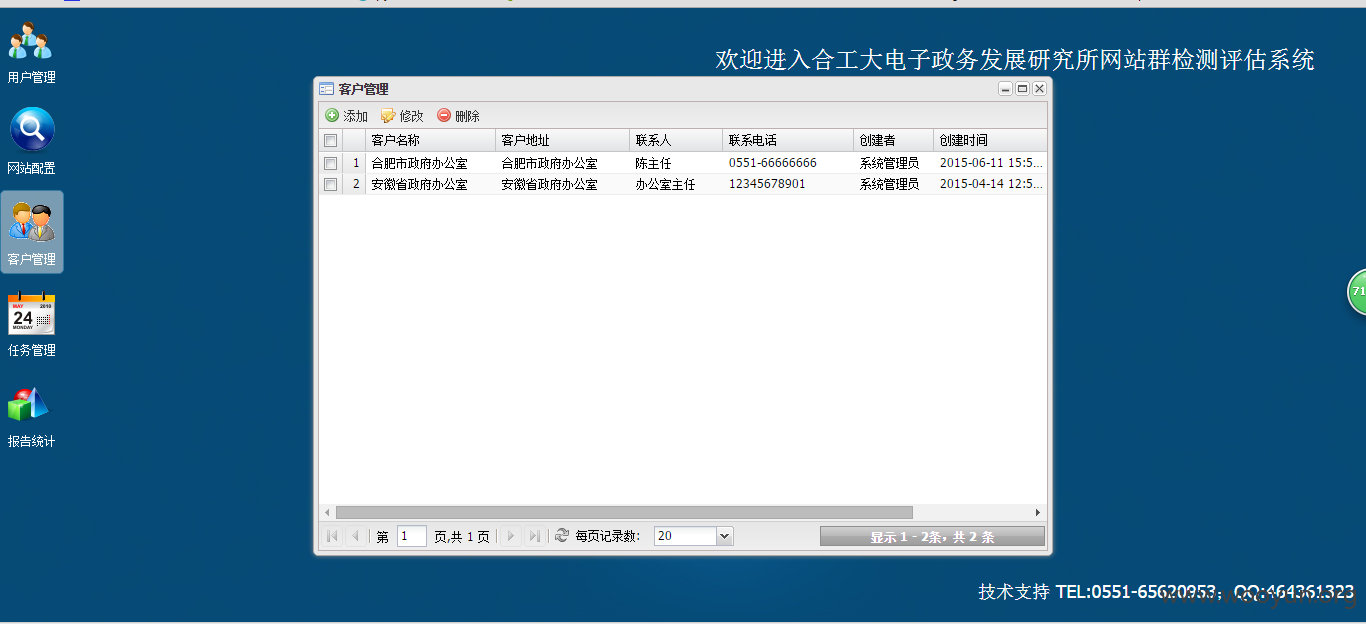 欢迎进入合工大电子政务发展研究所网站群检测评估系统
用户管理
网站配置
客户管理
MAY 2010
24
MONDAY
任务管理
报告统计
客户管理
添加 修改 删除
客户名称 客户地址 联系人 联系电话 创建者 创建时间
1 合肥市政府办公室 合肥市政府办公室 陈主任 0551-66666666 系统管理员 2015-06-11 15:5...
2 安徽省政府办公室 安徽省政府办公室 办公室主任 12345678901 系统管理员 2015-04-14 12:5...
第 1 页,共 1 页 每页记录数: 20 显示 1 - 2条，共 2 条
71
技术支持 TEL:0551-65620953；QQ:464361323
www.wooyun.org